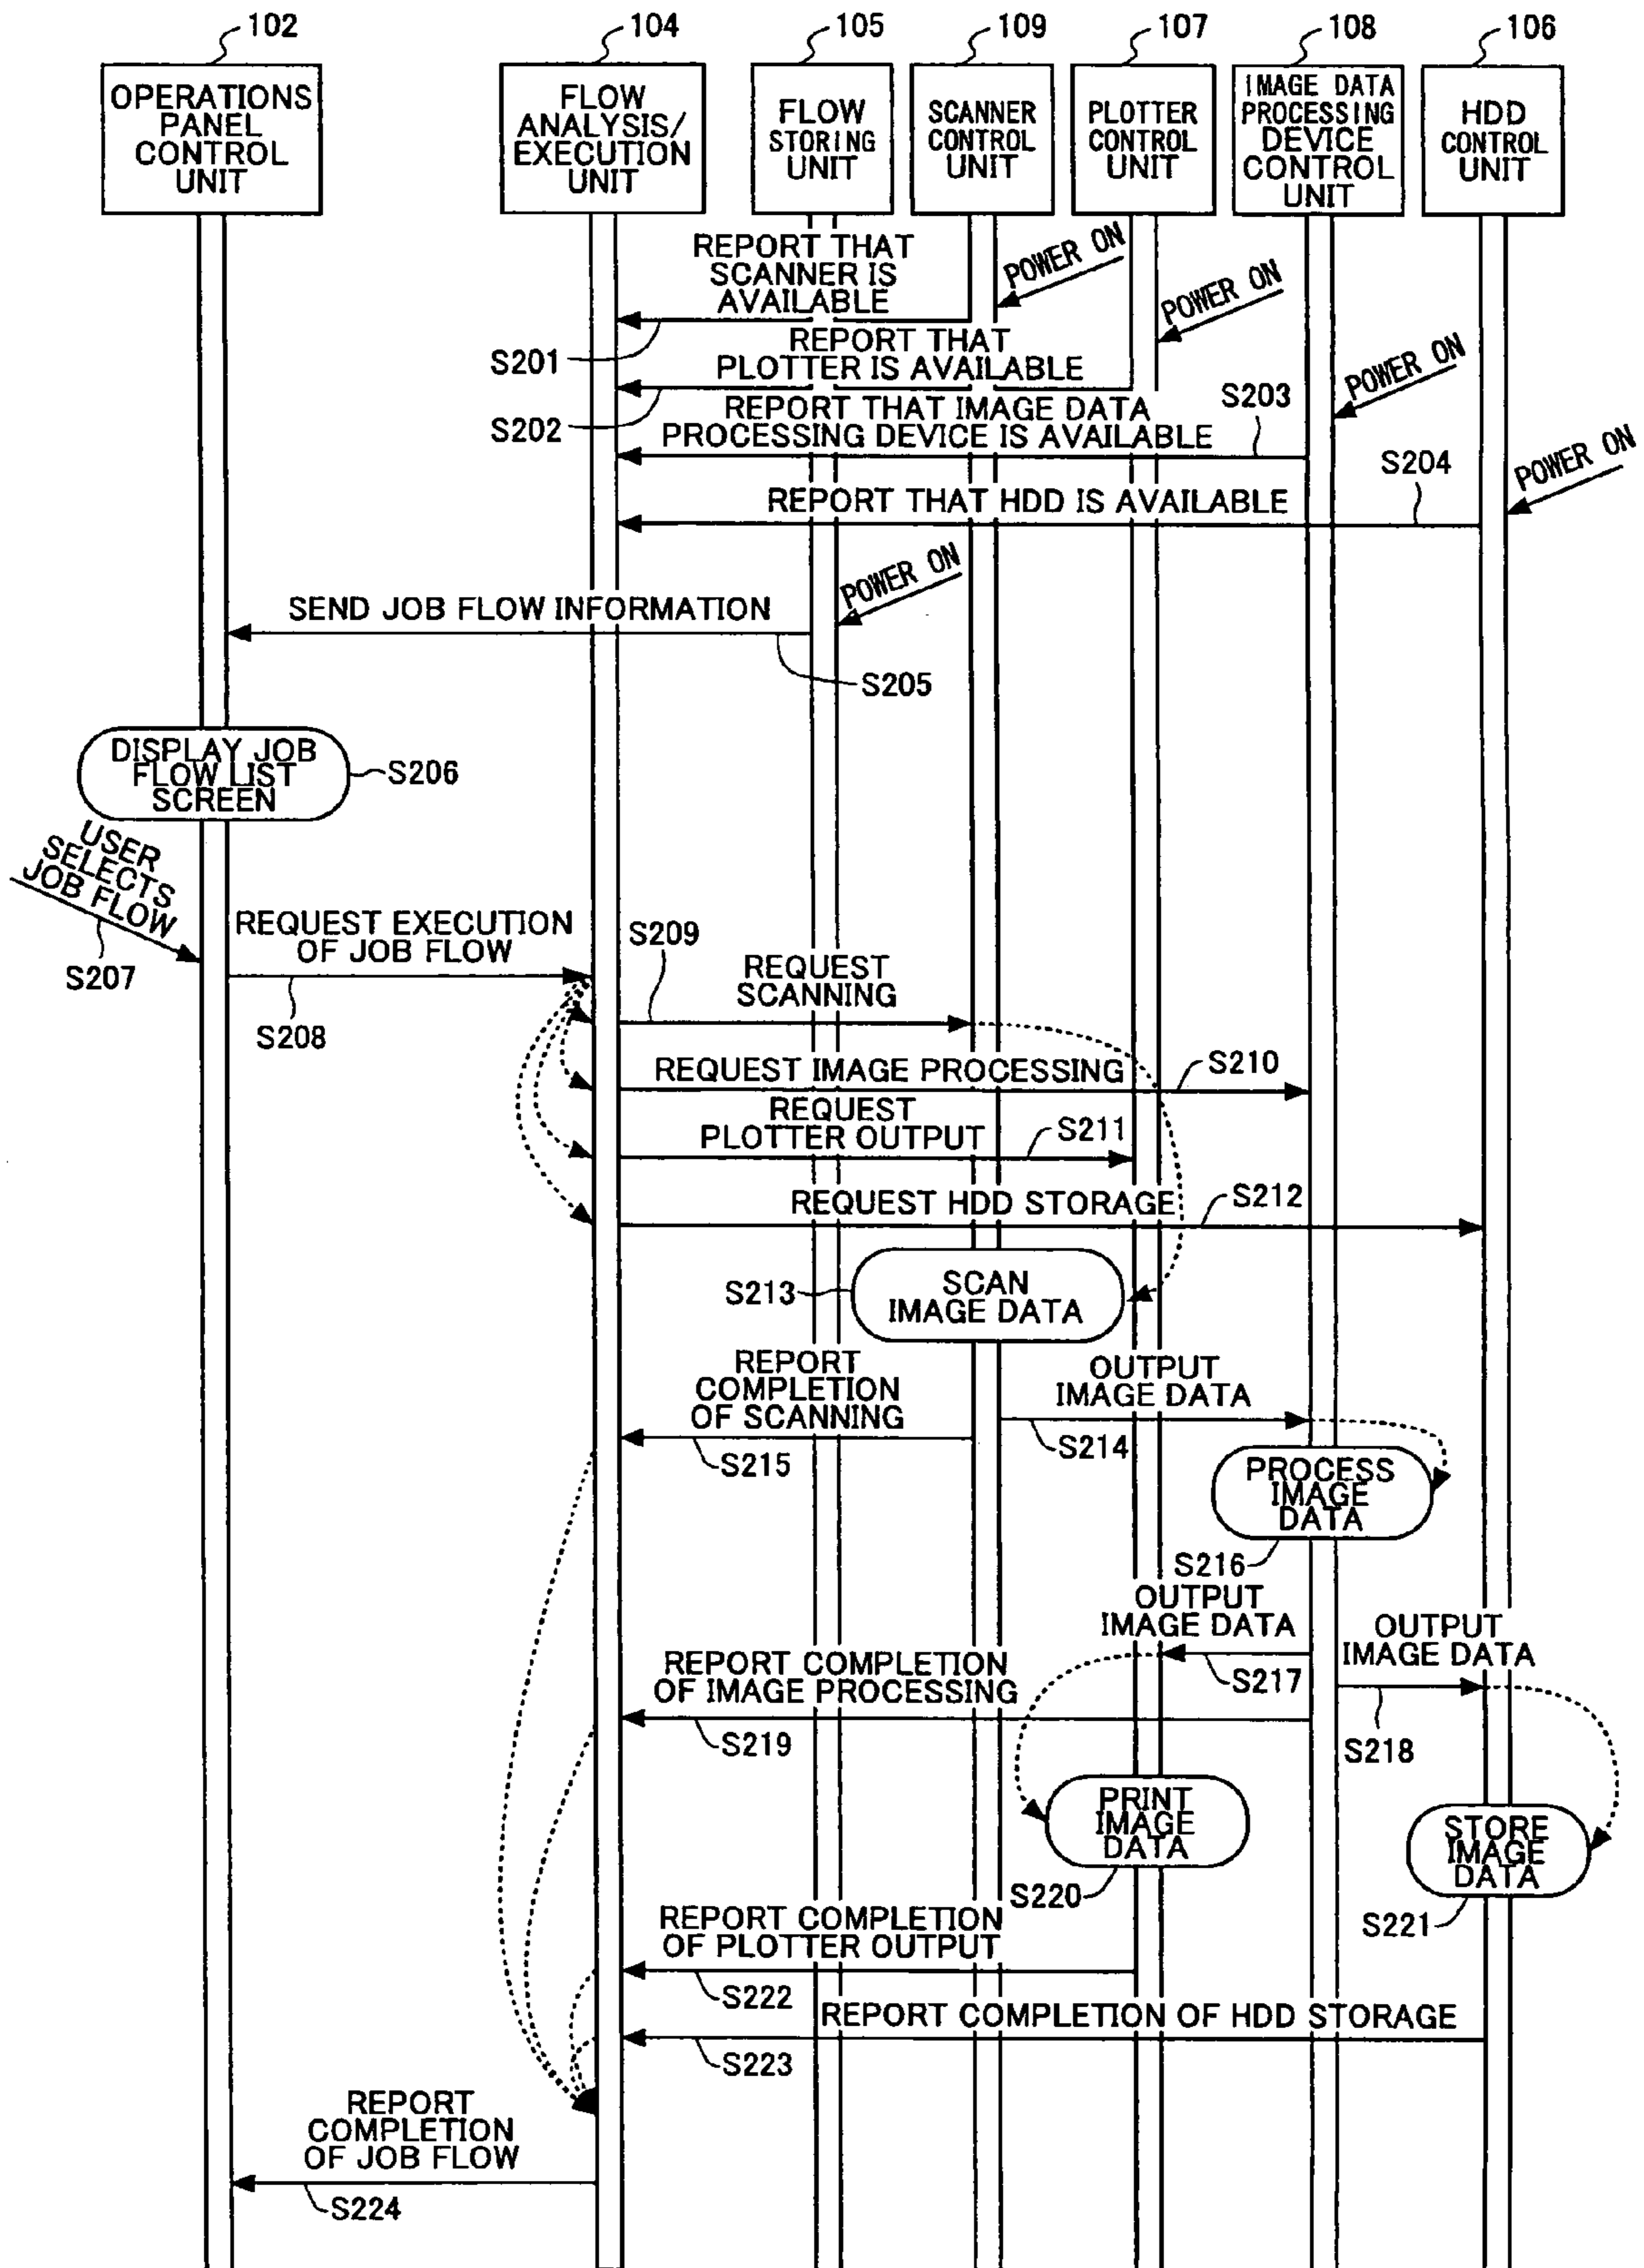 102
104
105
109
107
108
106
OPERATIONS
PANEL
CONTROL
UNIT
FLOW
ANALYSIS/
EXECUTION
UNIT
FLOW
STORING
UNIT
SCANNER
CONTROL
UNIT
PLOTTER
CONTROL
UNIT
IMAGE DATA
PROCESSING
DEVICE
CONTROL
UNIT
HDD
CONTROL
UNIT
REPORT THAT
SCANNER IS
AVAILABLE
POWER ON
POWER ON
S201
REPORT THAT
PLOTTER IS AVAILABLE
POWER ON
S202
REPORT THAT IMAGE DATA
PROCESSING DEVICE IS AVAILABLE
S203
S204
POWER ON
REPORT THAT HDD IS AVAILABLE
POWER ON
SEND JOB FLOW INFORMATION
S205
DISPLAY JOB
FLOW LIST
SCREEN
S206
USER
SELECTS
JOB FLOW
S207
REQUEST EXECUTION
OF JOB FLOW
S208
S209
REQUEST
SCANNING
REQUEST IMAGE PROCESSING
S210
REQUEST
PLOTTER OUTPUT
S211
REQUEST HDD STORAGE
S212
S213
SCAN
IMAGE DATA
REPORT
COMPLETION
OF SCANNING
OUTPUT
IMAGE DATA
S214
S215
PROCESS
IMAGE
DATA
S216
OUTPUT
IMAGE DATA
OUTPUT
IMAGE DATA
S217
REPORT COMPLETION
OF IMAGE PROCESSING
S218
S219
PRINT
IMAGE
DATA
STORE
IMAGE
DATA
S220
S221
REPORT COMPLETION
OF PLOTTER OUTPUT
S222
REPORT COMPLETION OF HDD STORAGE
S223
REPORT
COMPLETION
OF JOB FLOW
S224